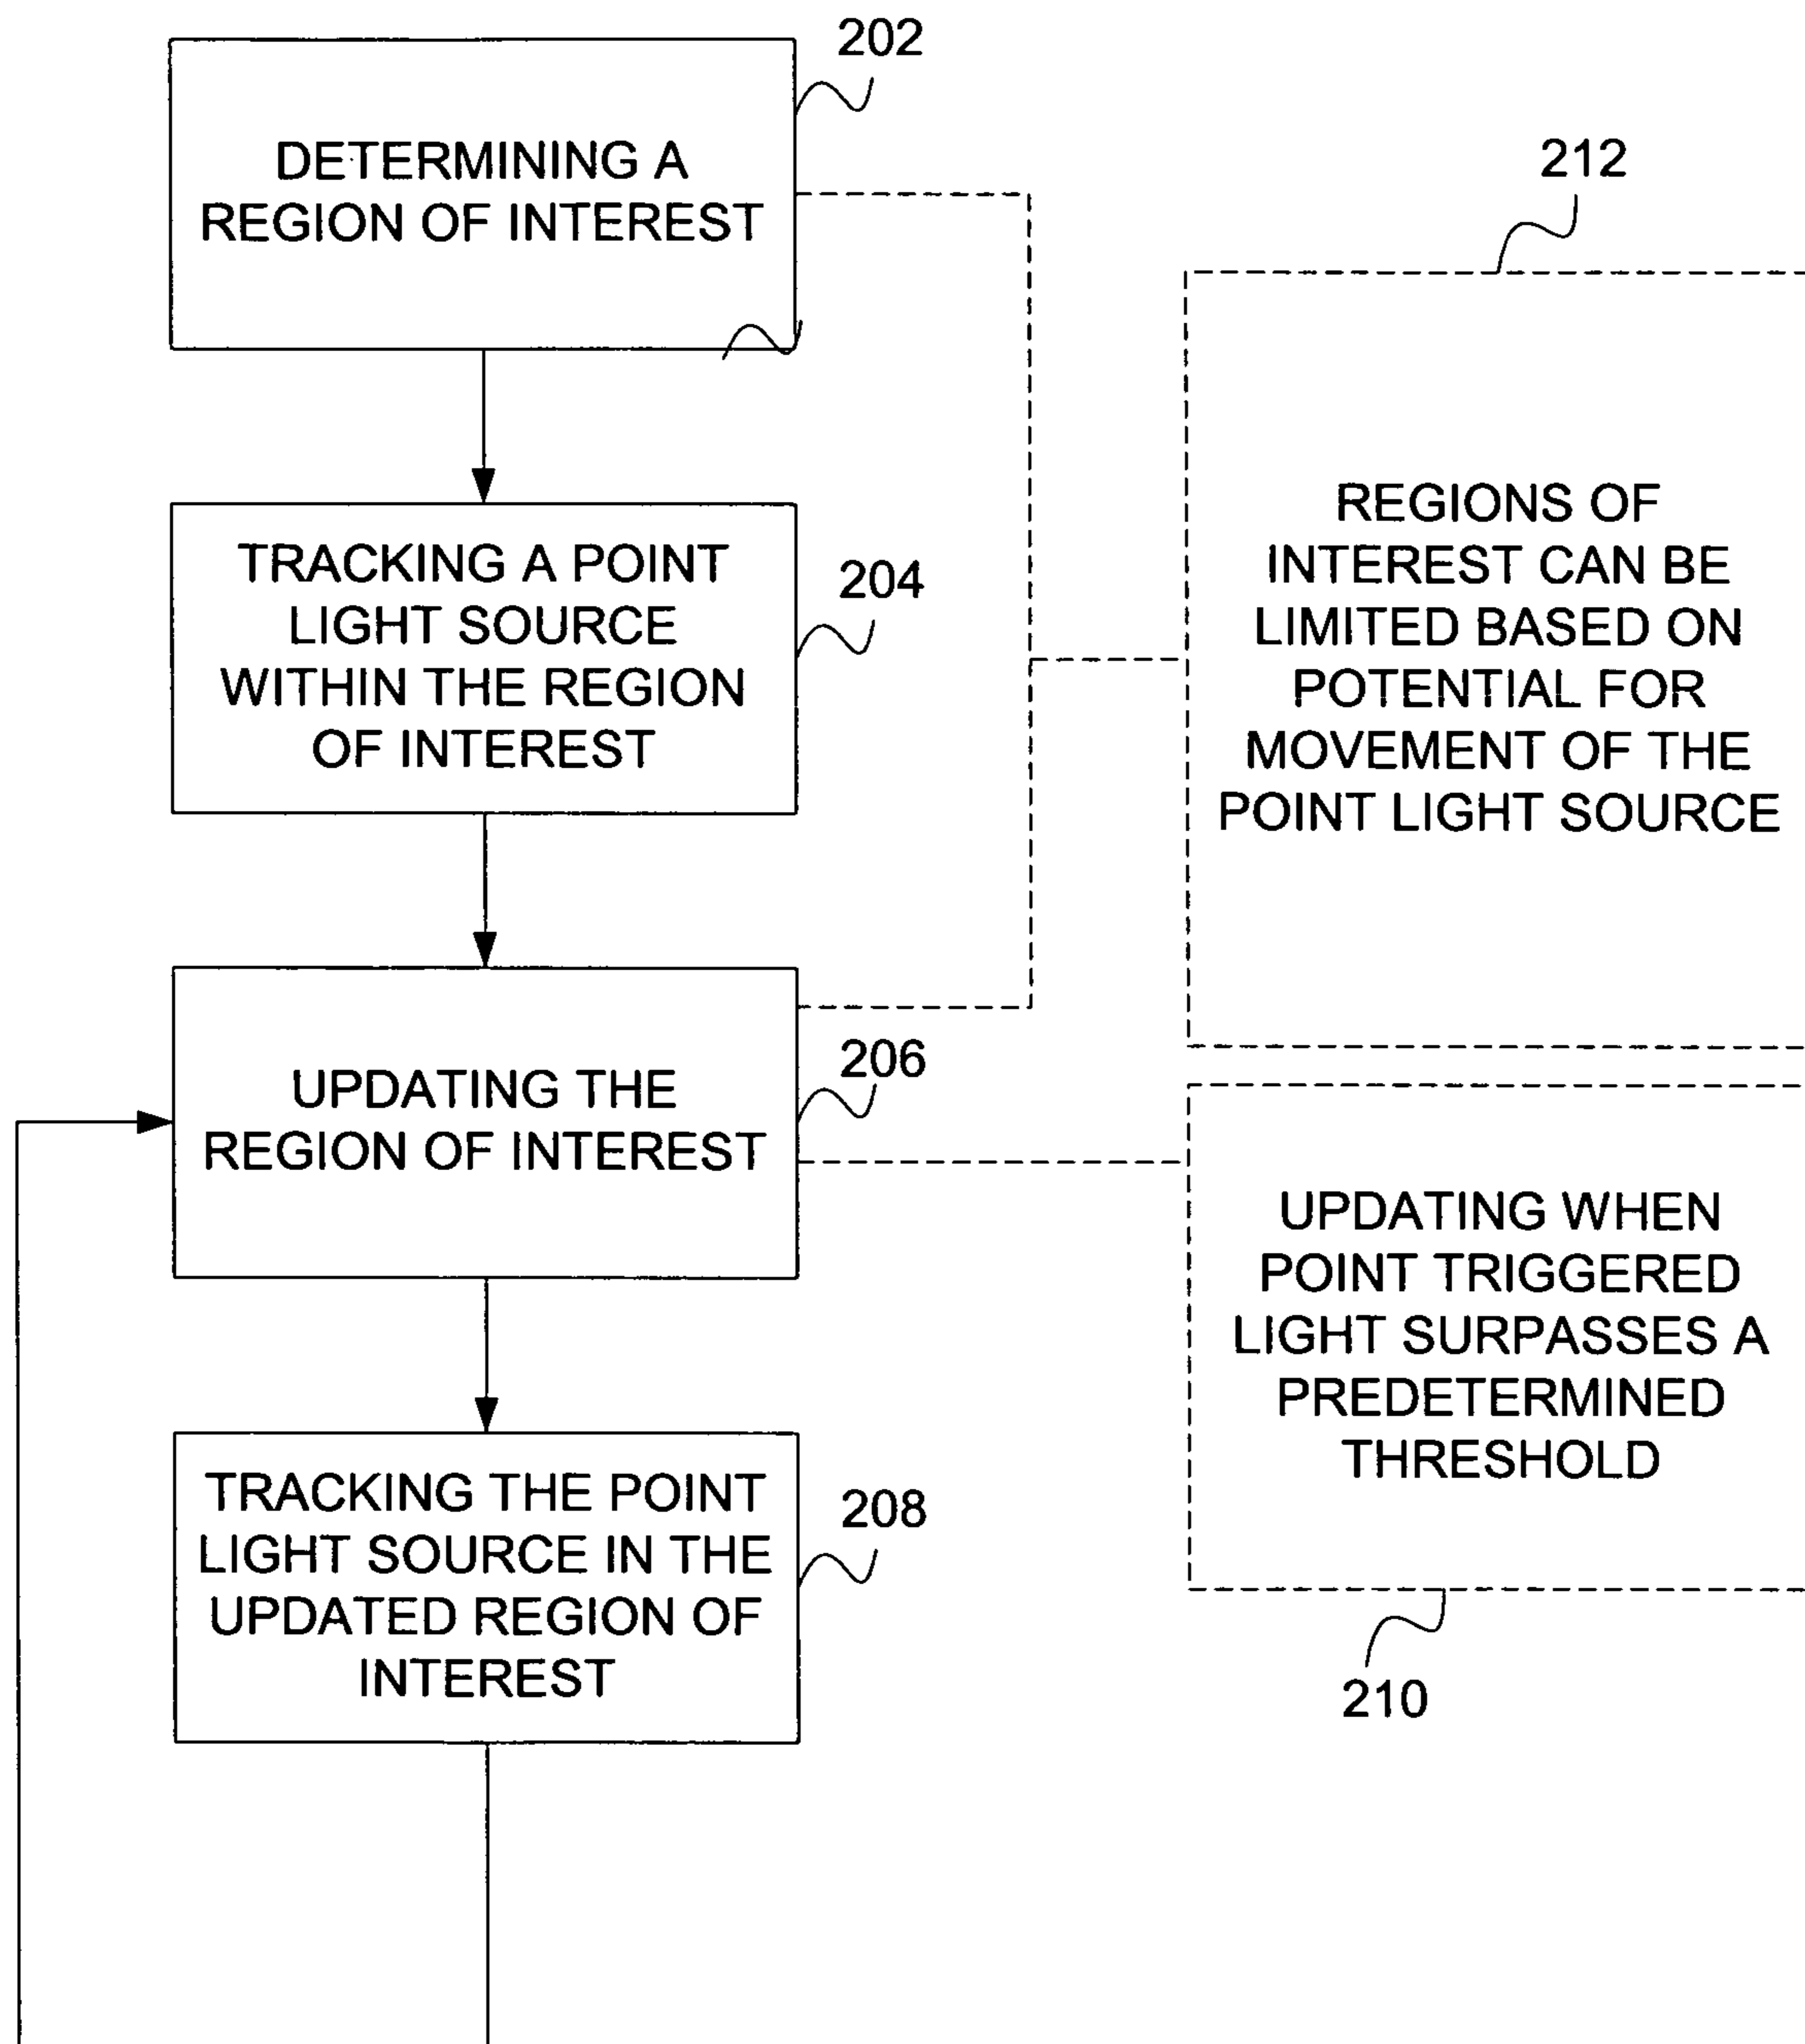 202
DETERMINING A
REGION OF INTEREST
212
TRACKING A POINT
LIGHT SOURCE
WITHIN THE REGION
OF INTEREST
204
REGIONS OF
INTEREST CAN BE
LIMITED BASED ON
POTENTIAL FOR
MOVEMENT OF THE
POINT LIGHT SOURCE
206
UPDATING THE
REGION OF INTEREST
UPDATING WHEN
POINT TRIGGERED
LIGHT SURPASSES A
PREDETERMINED
THRESHOLD
TRACKING THE POINT
LIGHT SOURCE IN THE
UPDATED REGION OF
INTEREST
208
210